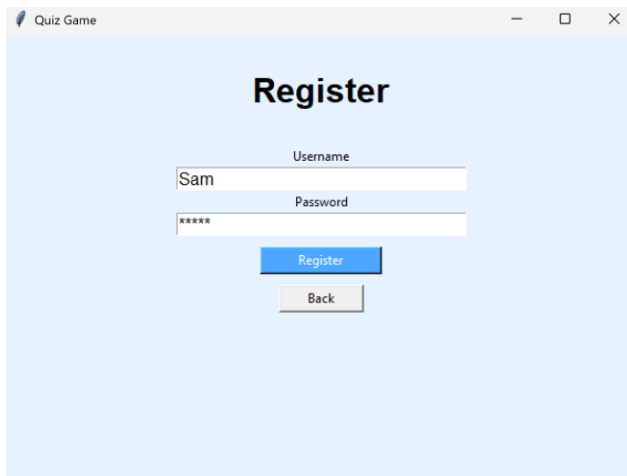 Quiz Game
Register
Username
Sam
Password
*****
Register
Back